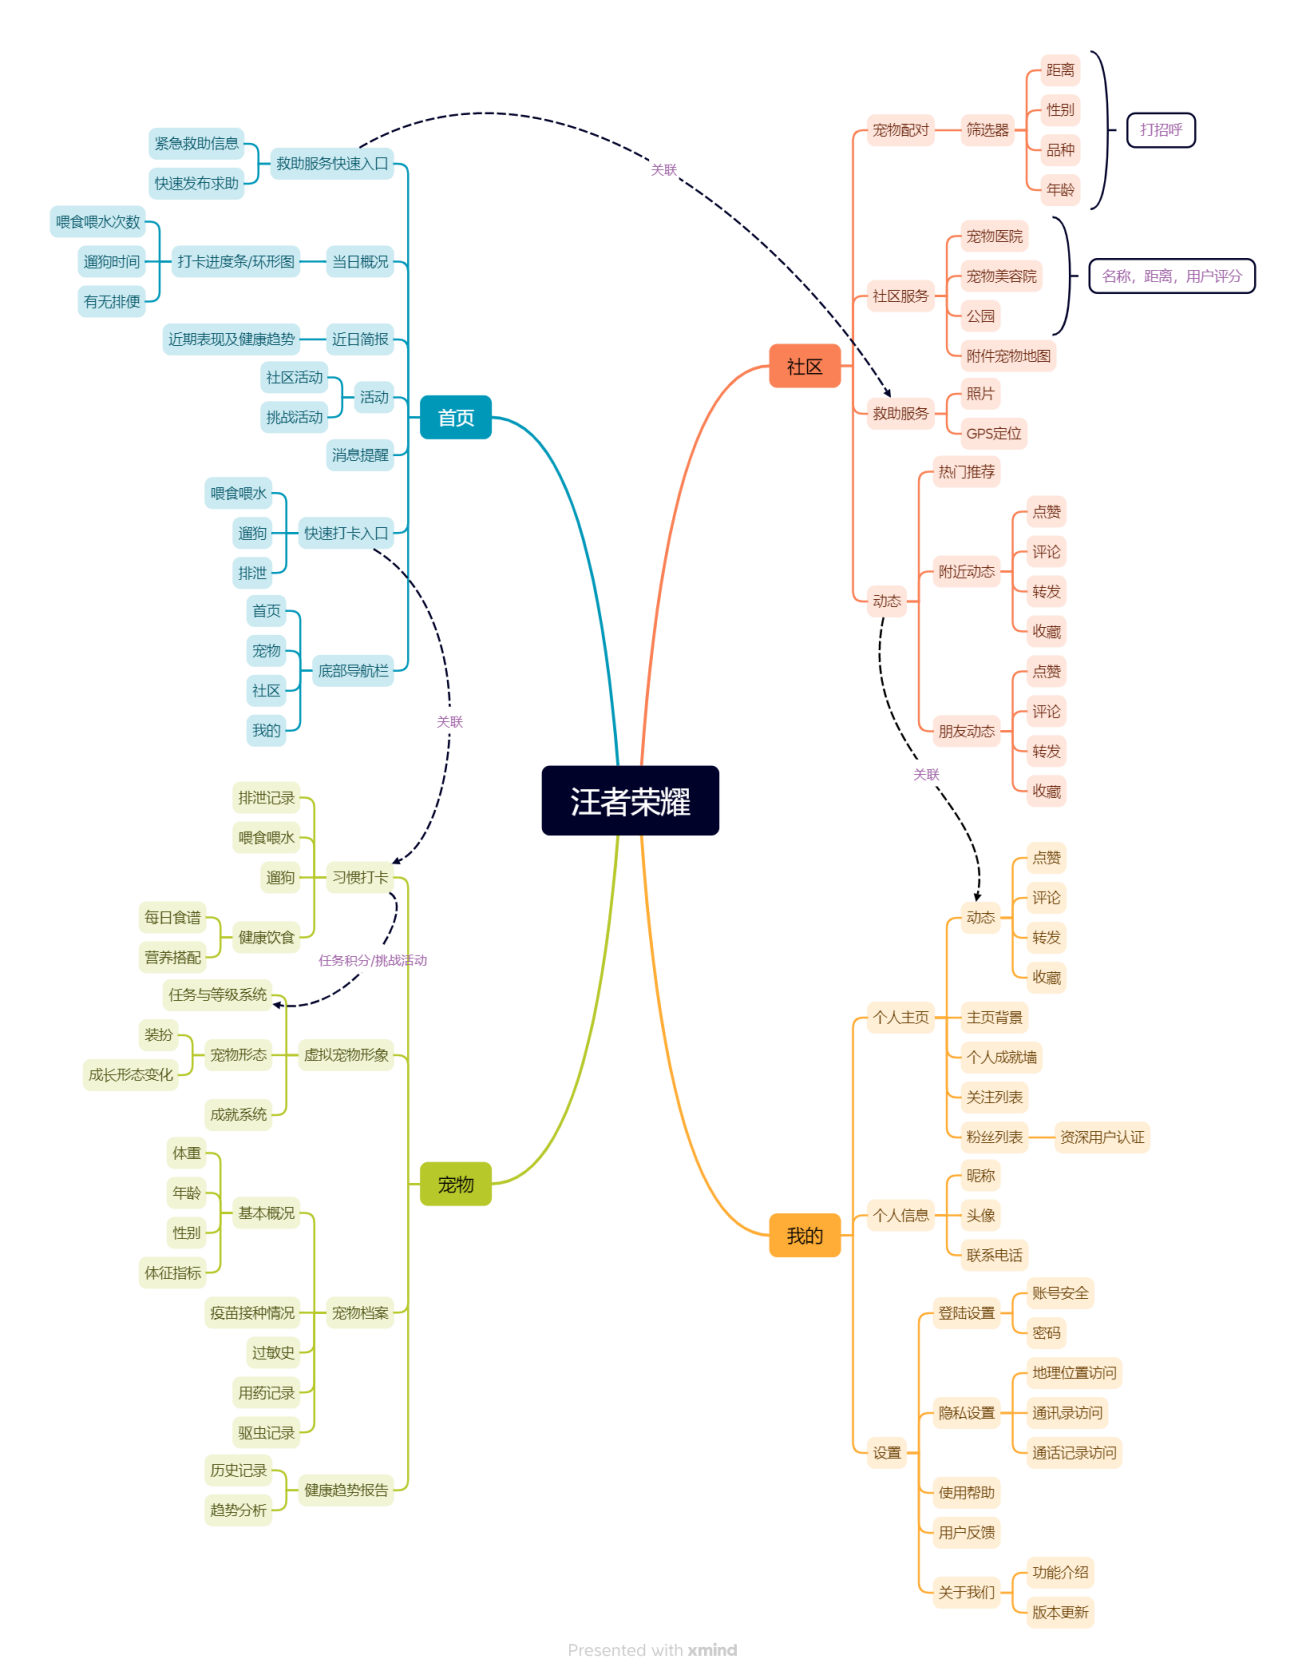 汪者荣耀
首页
救助服务快速入口
紧急救助信息
快速发布求助
当日概况
打卡进度条/环形图
喂食喂水次数
遛狗时间
有无排便
近日简报
近期表现及健康趋势
活动
社区活动
挑战活动
消息提醒
快速打卡入口
喂食喂水
遛狗
排泄
底部导航栏
首页
宠物
社区
我的
关联
关联
宠物
习惯打卡
排泄记录
喂食喂水
遛狗
健康饮食
每日食谱
营养搭配
任务积分/挑战活动
虚拟宠物形象
任务与等级系统
宠物形态
装扮
成长形态变化
成就系统
宠物档案
基本概况
体重
年龄
性别
体征指标
疫苗接种情况
过敏史
用药记录
驱虫记录
健康趋势报告
历史记录
趋势分析
社区
宠物配对
筛选器
距离
性别
品种
年龄
打招呼
社区服务
宠物医院
宠物美容院
公园
附件宠物地图
名称，距离，用户评分
救助服务
照片
GPS定位
动态
热门推荐
附近动态
点赞
评论
转发
收藏
朋友动态
点赞
评论
转发
收藏
关联
我的
个人主页
动态
点赞
评论
转发
收藏
主页背景
个人成就墙
关注列表
粉丝列表
资深用户认证
个人信息
昵称
头像
联系电话
设置
登陆设置
账号安全
密码
隐私设置
地理位置访问
通讯录访问
通话记录访问
使用帮助
用户反馈
关于我们
功能介绍
版本更新
Presented with xmind